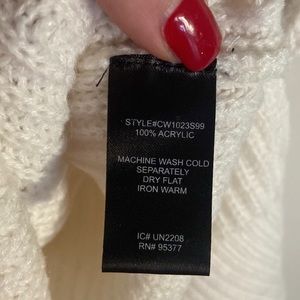 STYLE#CW1023S99
100% ACRYLIC
MACHINE WASH COLD
SEPARATELY
DRY FLAT
IRON WARM
IC# UN2208
RN# 95377